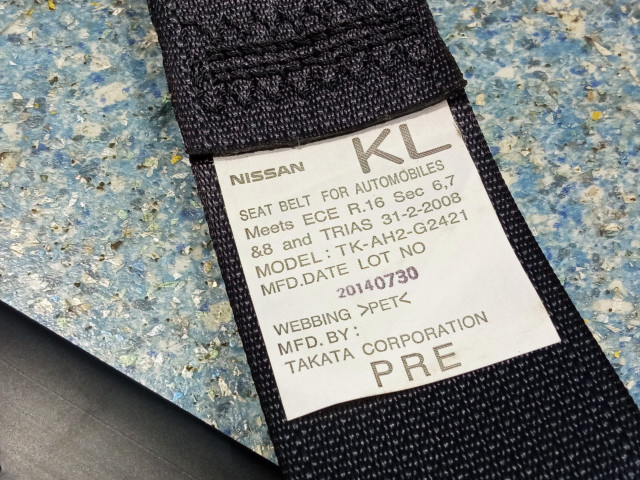 NISSAN KL
SEAT BELT FOR AUTOMOBILES
Meets ECE R.16 Sec 6,7
&8 and TRIAS 31-2-2008
MODEL: TK-AH2-G2421
MFD.DATE LOT NO
20140730
WEBBING >PET<
MFD. BY:
TAKATA CORPORATION
PRE